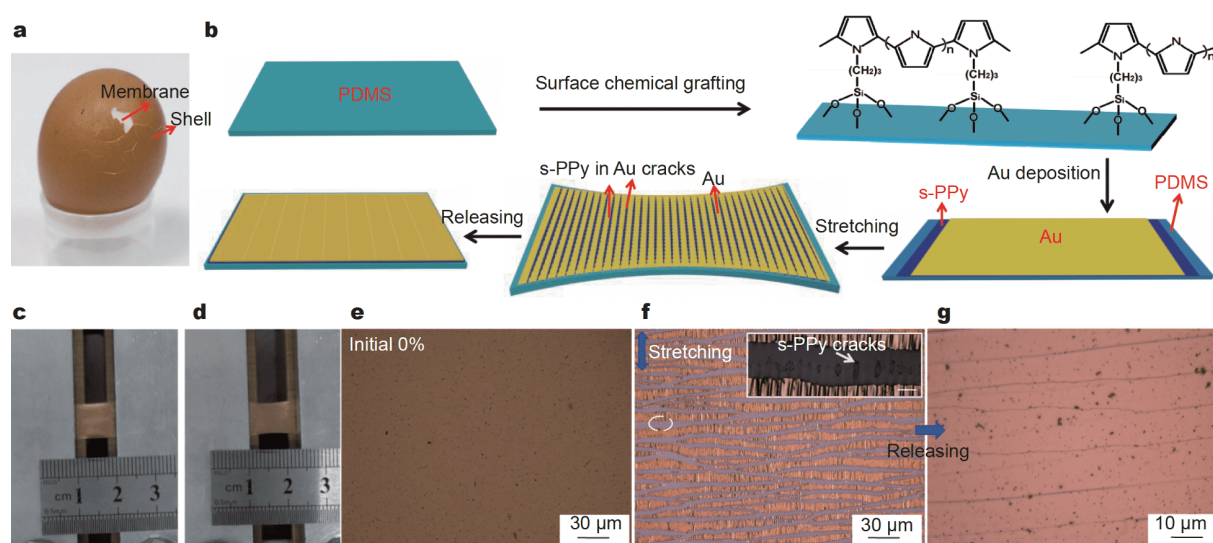 a
Membrane
Shell
b
PDMS
Surface chemical grafting
N
N
N
N
N
n
n
(CH₂)₃
(CH₂)₃
(CH₂)₃
Si
Si
Si
O
O
O
O
O
O
O
O
O
Au deposition
s-PPy
PDMS
Au
Stretching
s-PPy in Au cracks
Au
Releasing
c
cm 1 2 3
0.5mm
d
cm 1 2 3
e
Initial 0%
30 μm
f
Stretching
s-PPy cracks
30 μm
Releasing
g
10 μm